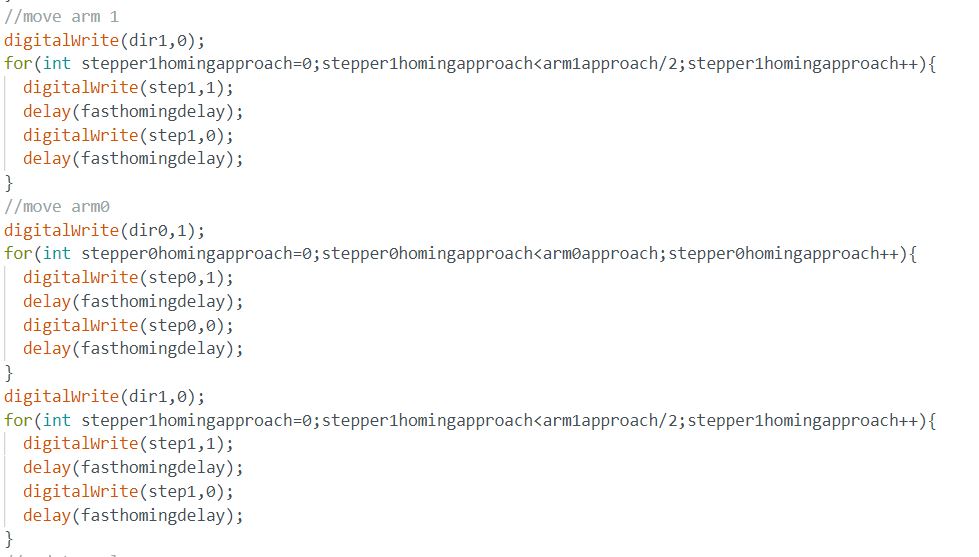 //move arm 1
digitalWrite(dir1,0);
for(int stepper1homingapproach=0;stepper1homingapproach<arm1approach/2;stepper1homingapproach++){
digitalWrite(step1,1);
delay(fasthomingdelay);
digitalWrite(step1,0);
delay(fasthomingdelay);
}
//move arm0
digitalWrite(dir0,1);
for(int stepper0homingapproach=0;stepper0homingapproach<arm0approach;stepper0homingapproach++){
digitalWrite(step0,1);
delay(fasthomingdelay);
digitalWrite(step0,0);
delay(fasthomingdelay);
}
digitalWrite(dir1,0);
for(int stepper1homingapproach=0;stepper1homingapproach<arm1approach/2;stepper1homingapproach++){
digitalWrite(step1,1);
delay(fasthomingdelay);
digitalWrite(step1,0);
delay(fasthomingdelay);
}